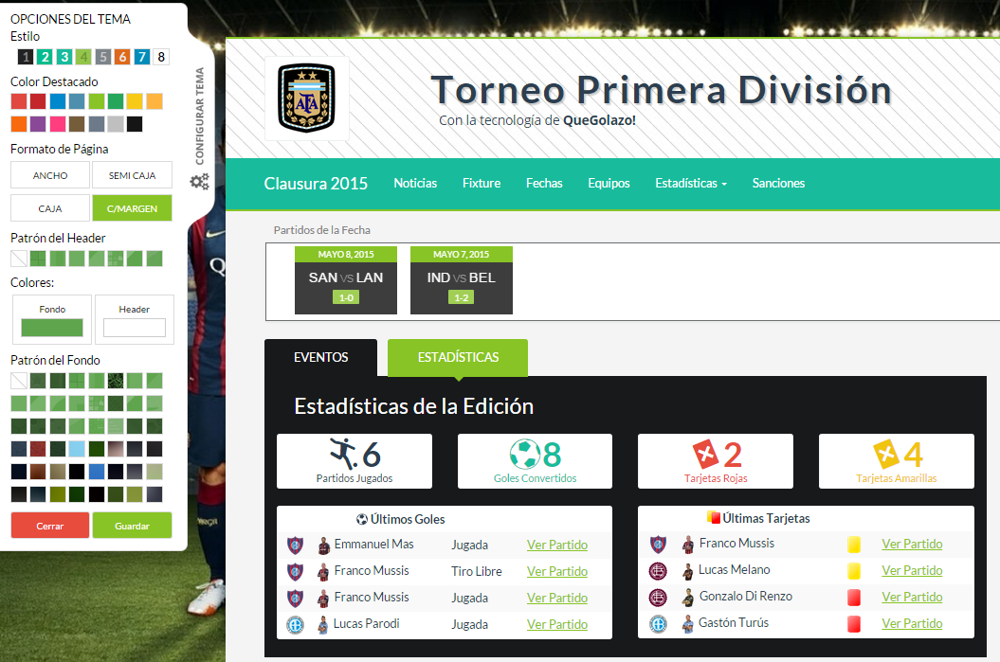 OPCIONES DEL TEMA
Estilo
1 2 3 4 5 6 7 8
Color Destacado
Formato de Página
ANCHO SEMI CAJA
CAJA C/MARGEN
Patrón del Header
Colores:
Fondo Header
Patrón del Fondo
Cerrar Guardar
CONFIGURAR TEMA
AFA
Torneo Primera División
Con la tecnología de QueGolazo!
Clausura 2015 Noticias Fixture Fechas Equipos Estadísticas Sanciones
Partidos de la Fecha
MAYO 8, 2015 MAYO 7, 2015
SAN VS LAN IND VS BEL
1-0 1-2
EVENTOS ESTADÍSTICAS
Estadísticas de la Edición
6 8 2 4
Partidos Jugados Goles Convertidos Tarjetas Rojas Tarjetas Amarillas
Últimos Goles
Emmanuel Mas Jugada Ver Partido
Franco Mussis Tiro Libre Ver Partido
Franco Mussis Jugada Ver Partido
Lucas Parodi Jugada Ver Partido
Últimas Tarjetas
Franco Mussis Ver Partido
Lucas Melano Ver Partido
Gonzalo Di Renzo Ver Partido
Gastón Turús Ver Partido